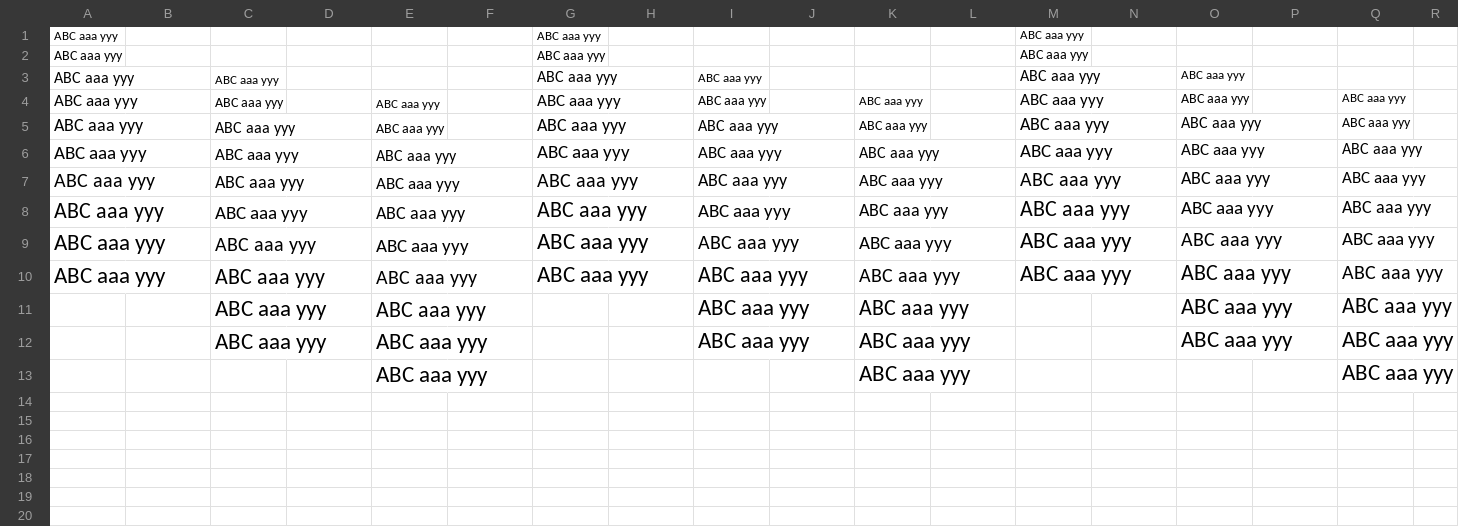 A B C D E F G H I J K L M N O P Q R
1 ABC aaa yyy ABC aaa yyy ABC aaa yyy
2 ABC aaa yyy ABC aaa yyy ABC aaa yyy
3 ABC aaa yyy ABC aaa yyy ABC aaa yyy ABC aaa yyy ABC aaa yyy ABC aaa yyy
4 ABC aaa yyy ABC aaa yyy ABC aaa yyy ABC aaa yyy ABC aaa yyy ABC aaa yyy ABC aaa yyy ABC aaa yyy ABC aaa yyy
5 ABC aaa yyy ABC aaa yyy ABC aaa yyy ABC aaa yyy ABC aaa yyy ABC aaa yyy ABC aaa yyy ABC aaa yyy ABC aaa yyy
6 ABC aaa yyy ABC aaa yyy ABC aaa yyy ABC aaa yyy ABC aaa yyy ABC aaa yyy ABC aaa yyy ABC aaa yyy ABC aaa yyy
7 ABC aaa yyy ABC aaa yyy ABC aaa yyy ABC aaa yyy ABC aaa yyy ABC aaa yyy ABC aaa yyy ABC aaa yyy ABC aaa yyy
8 ABC aaa yyy ABC aaa yyy ABC aaa yyy ABC aaa yyy ABC aaa yyy ABC aaa yyy ABC aaa yyy ABC aaa yyy ABC aaa yyy
9 ABC aaa yyy ABC aaa yyy ABC aaa yyy ABC aaa yyy ABC aaa yyy ABC aaa yyy ABC aaa yyy ABC aaa yyy ABC aaa yyy
10 ABC aaa yyy ABC aaa yyy ABC aaa yyy ABC aaa yyy ABC aaa yyy ABC aaa yyy ABC aaa yyy ABC aaa yyy ABC aaa yyy
11 ABC aaa yyy ABC aaa yyy ABC aaa yyy ABC aaa yyy ABC aaa yyy ABC aaa yyy
12 ABC aaa yyy ABC aaa yyy ABC aaa yyy ABC aaa yyy ABC aaa yyy ABC aaa yyy
13 ABC aaa yyy ABC aaa yyy ABC aaa yyy
14
15
16
17
18
19
20